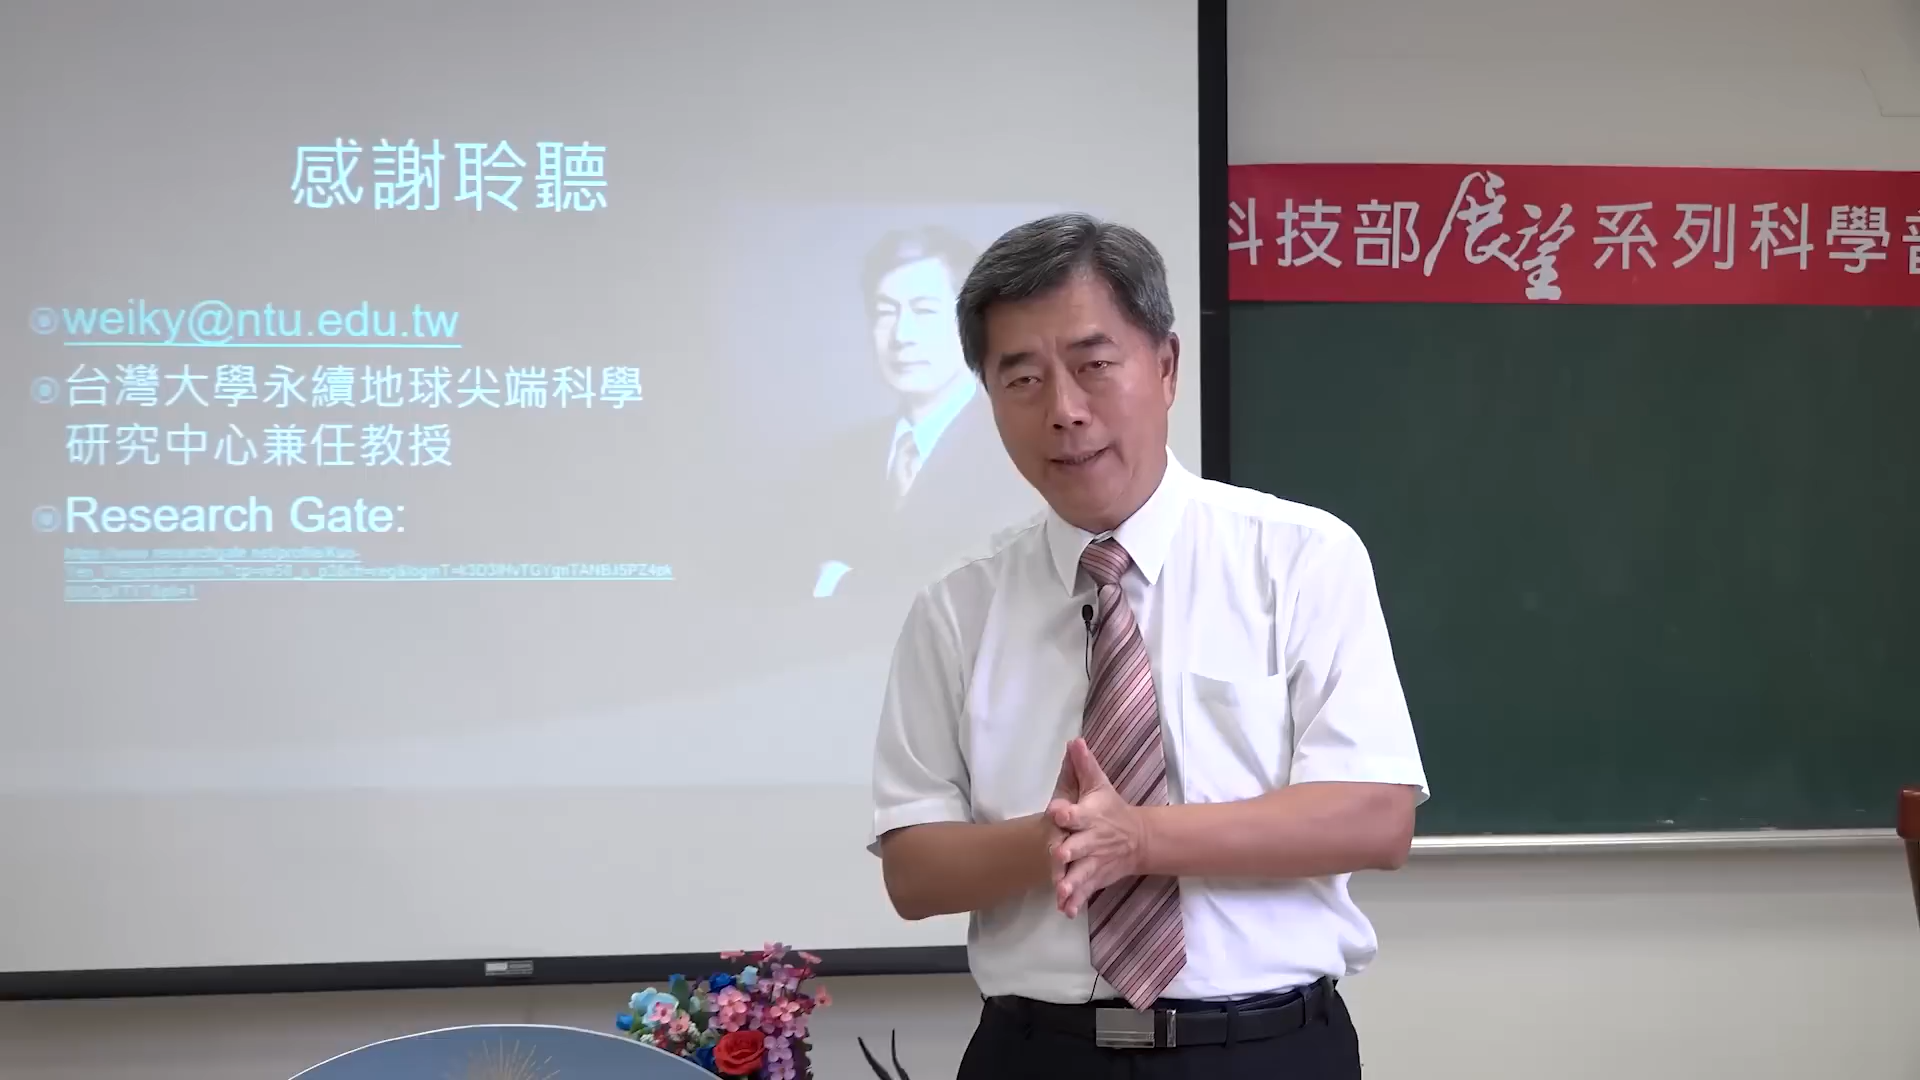 感謝聆聽
weiky@ntu.edu.tw
台灣大學永續地球尖端科學
研究中心兼任教授
Research Gate:
科技部展望系列科學